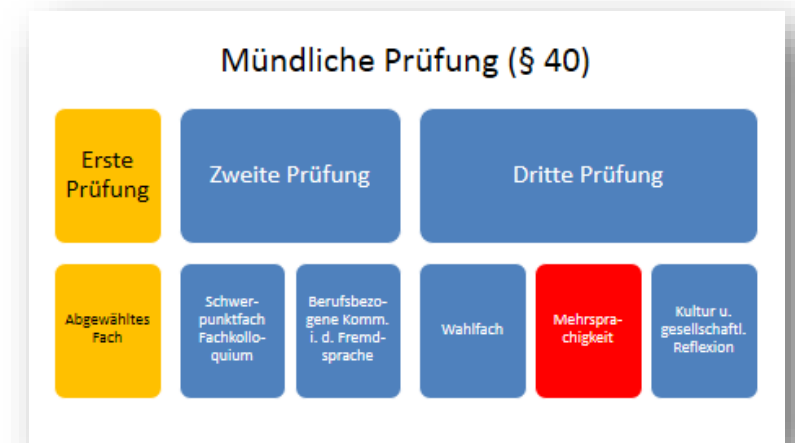 Mündliche Prüfung (§ 40)
Erste
Prüfung
Zweite Prüfung
Dritte Prüfung
Abgewähltes
Fach
Schwer-
punktfach
Fachkollo-
quium
Berufsbezo-
gene Komm.
i. d. Fremd-
sprache
Wahlfach
Mehrspra-
chigkeit
Kultur u.
gesellschaftl.
Reflexion